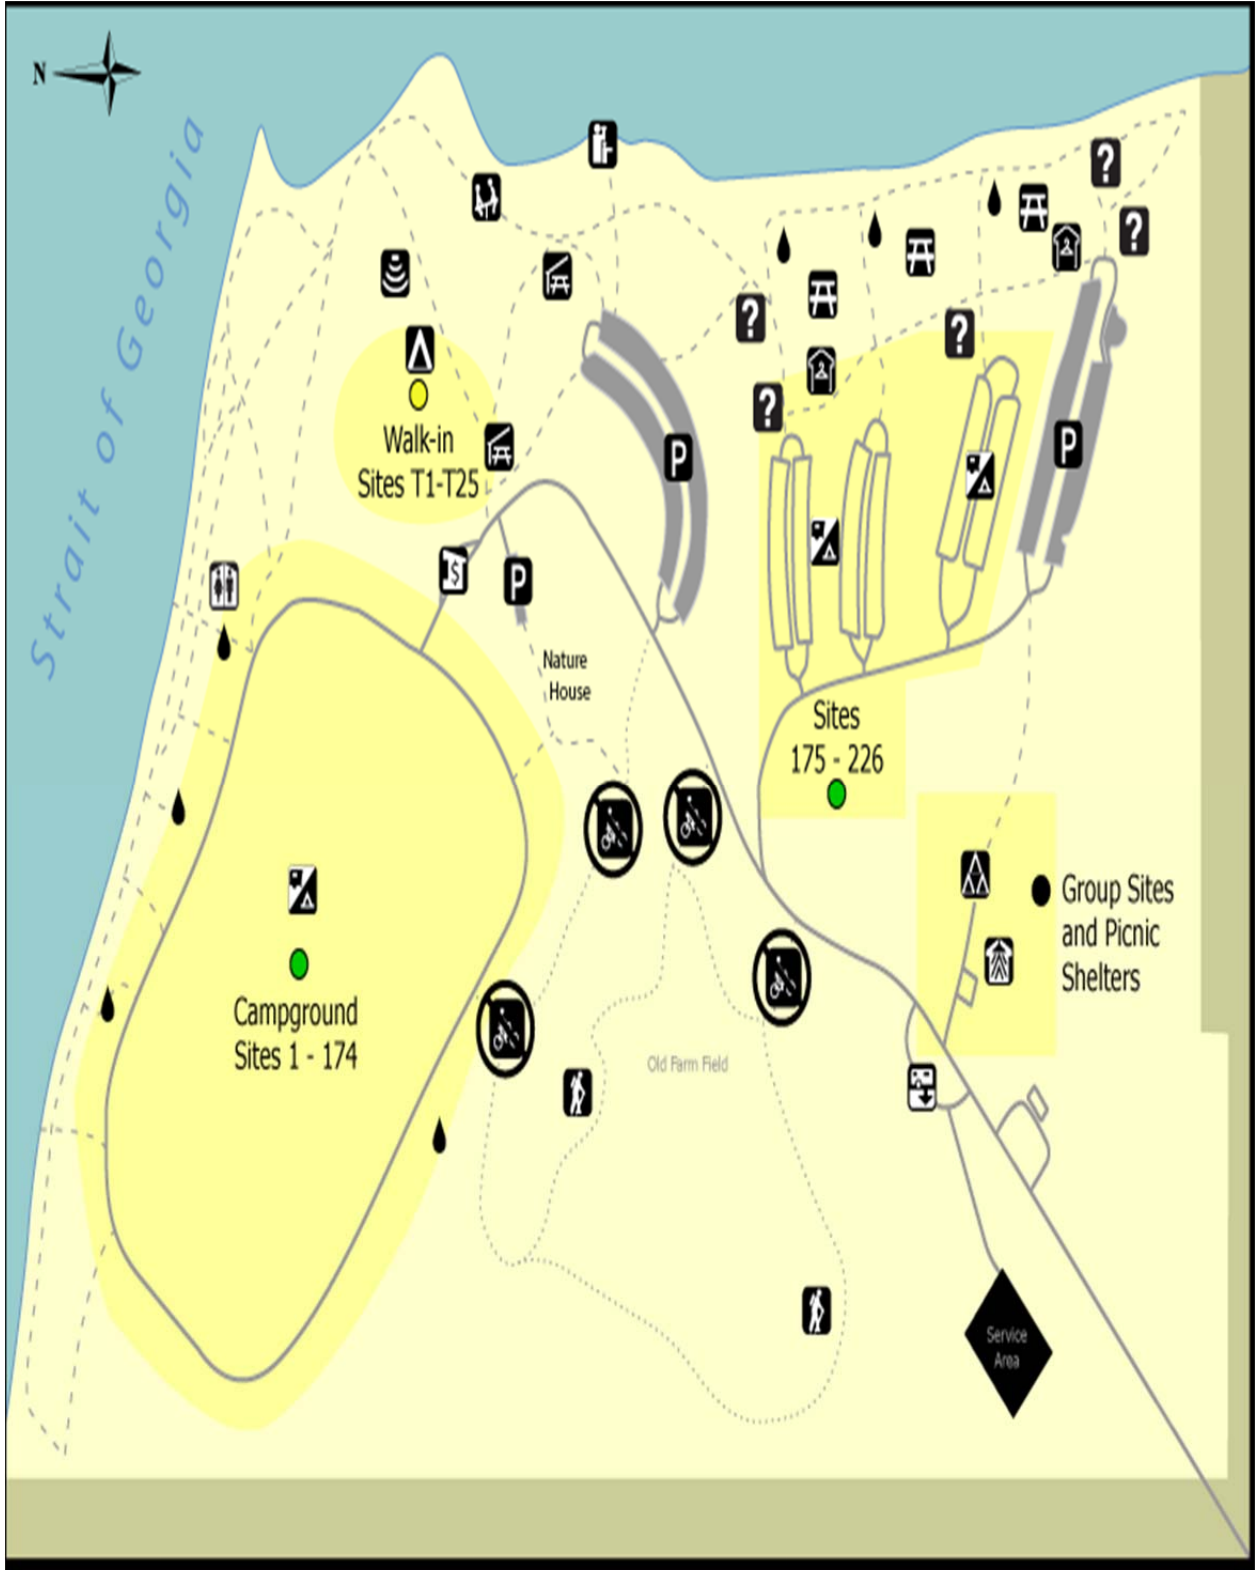 N
Strait of Georgia
?
?
?
?
?
Walk-in
Sites T1-T25
P
P
$
P
Nature
House
Sites
175 - 226
Group Sites
and Picnic
Shelters
Campground
Sites 1 - 174
Old Farm Field
Service
Area